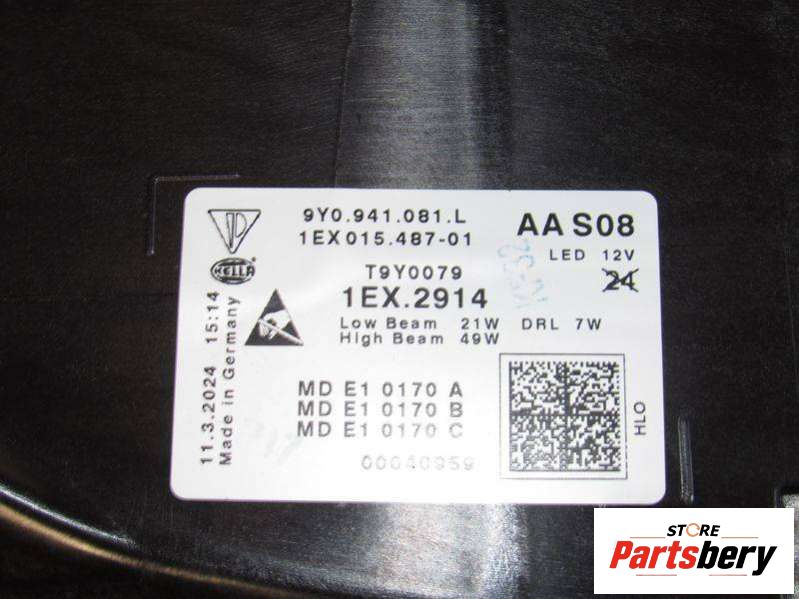 9Y0.941.081.L
1EX015.487-01
AA S08
LED 12V
24
HELLA
T9Y0079
1EX.2914
Low Beam 21W DRL 7W
High Beam 49W
11.3.2024 15:14
Made in Germany
MD E1 0170 A
MD E1 0170 B
MD E1 0170 C
00040959
HLO
STORE
Partsbery